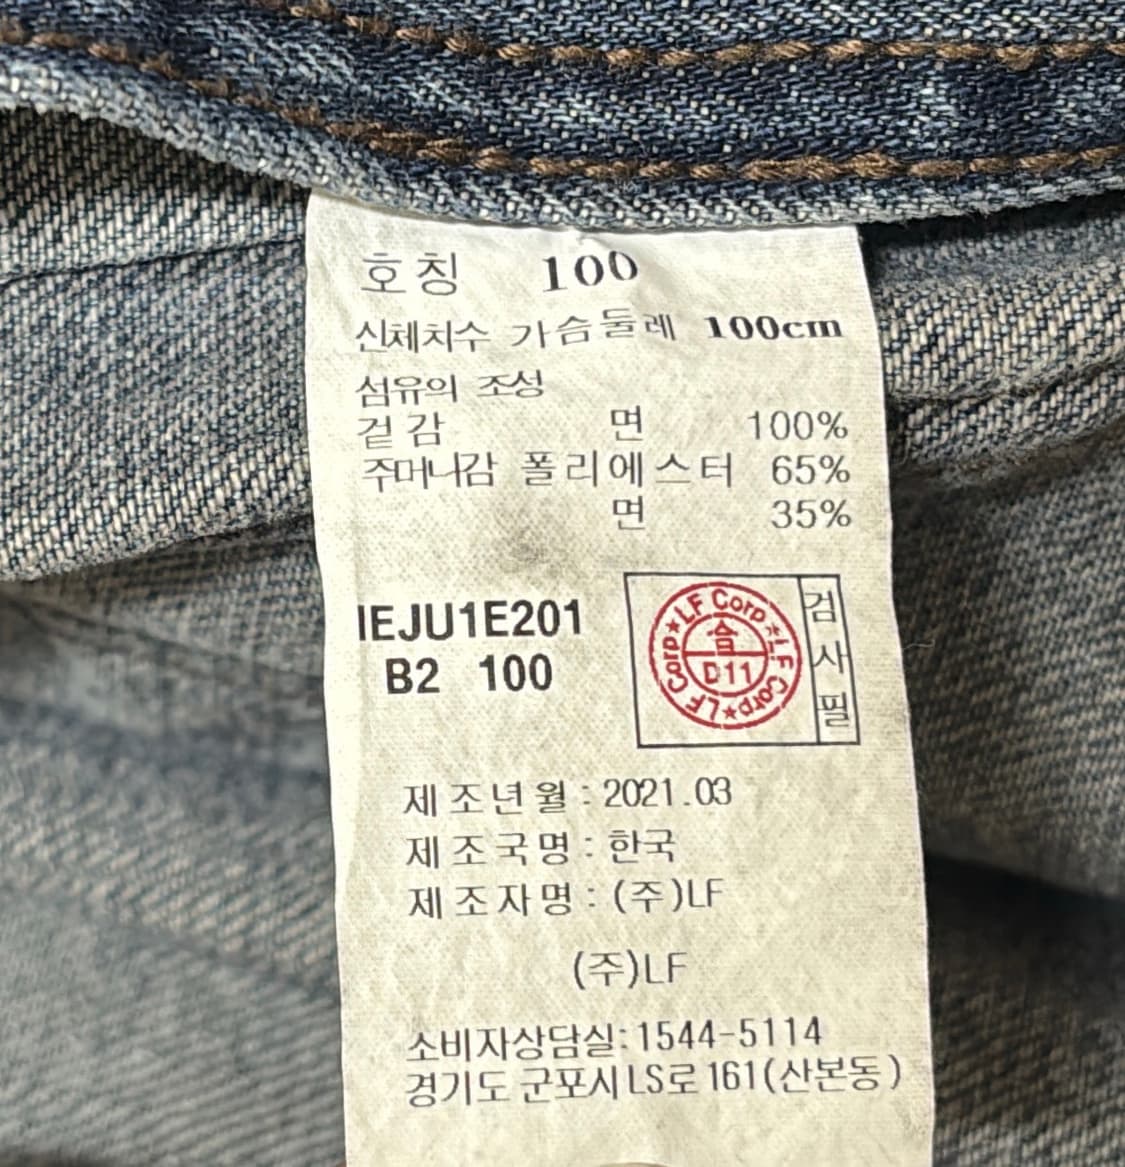 호칭 100
신체치수 가슴둘레 100cm
섬유의 조성
겉감 면 100%
주머니감 폴리에스터 65%
면 35%
IEJU1E201
B2 100
LF Corp★LF Corp★LF Corp★
合
D11
검사필
제조년월 : 2021.03
제조국명 : 한국
제조자명 : (주)LF
(주)LF
소비자상담실:1544-5114
경기도 군포시 LS로 161(산본동)